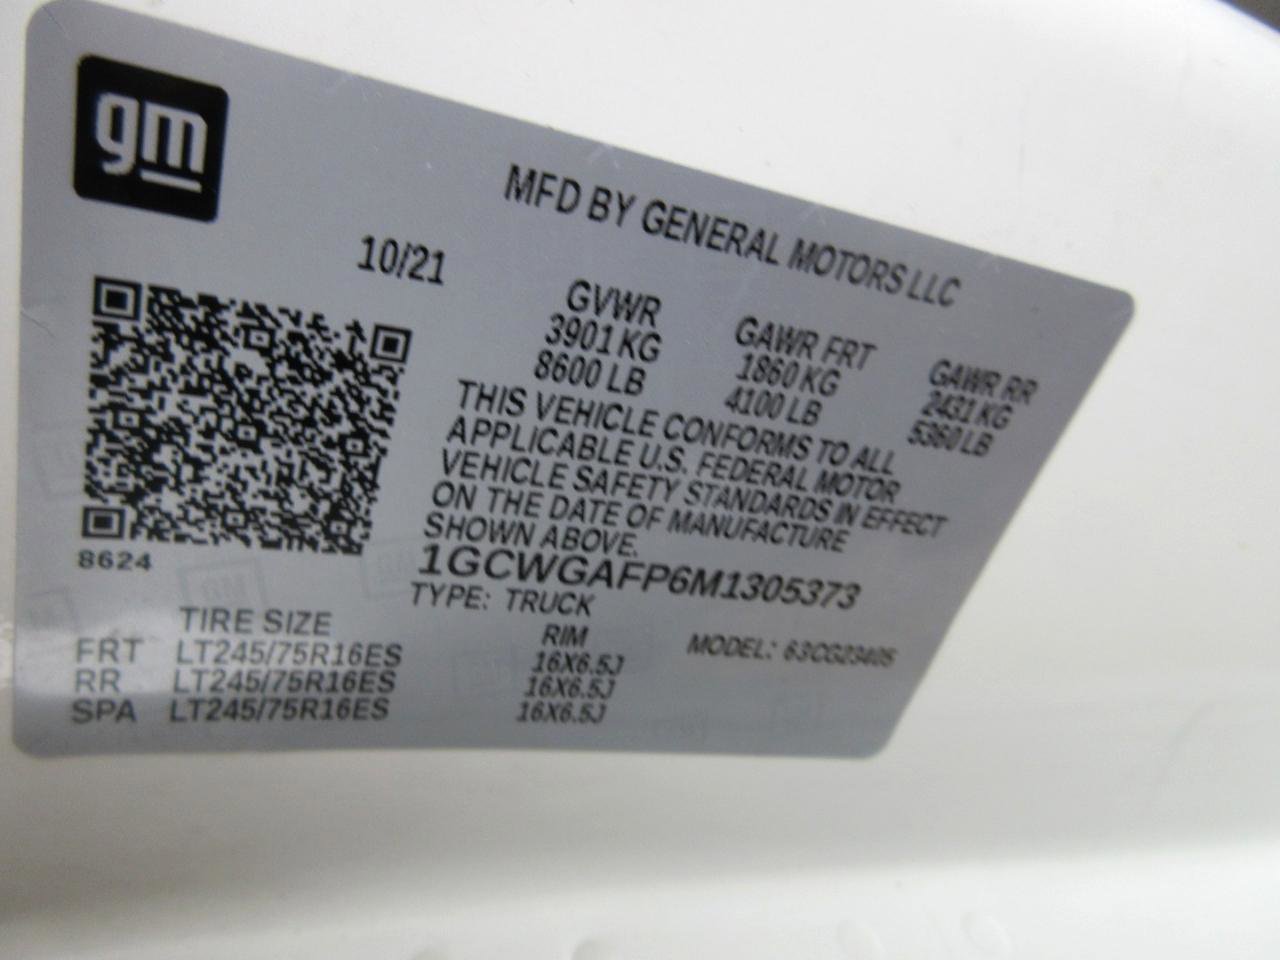 gm
MFD BY GENERAL MOTORS LLC
10/21
GVWR
3901 KG
8600 LB
GAWR FRT
1860 KG
4100 LB
GAWR RR
2431 KG
5360 LB
THIS VEHICLE CONFORMS TO ALL
APPLICABLE U.S. FEDERAL MOTOR
VEHICLE SAFETY STANDARDS IN EFFECT
ON THE DATE OF MANUFACTURE
SHOWN ABOVE.
8624
1GCWGAFP6M1305373
TYPE: TRUCK
MODEL: 63CG23405
TIRE SIZE RIM
FRT LT245/75R16ES 16X6.5J
RR LT245/75R16ES 16X6.5J
SPA LT245/75R16ES 16X6.5J